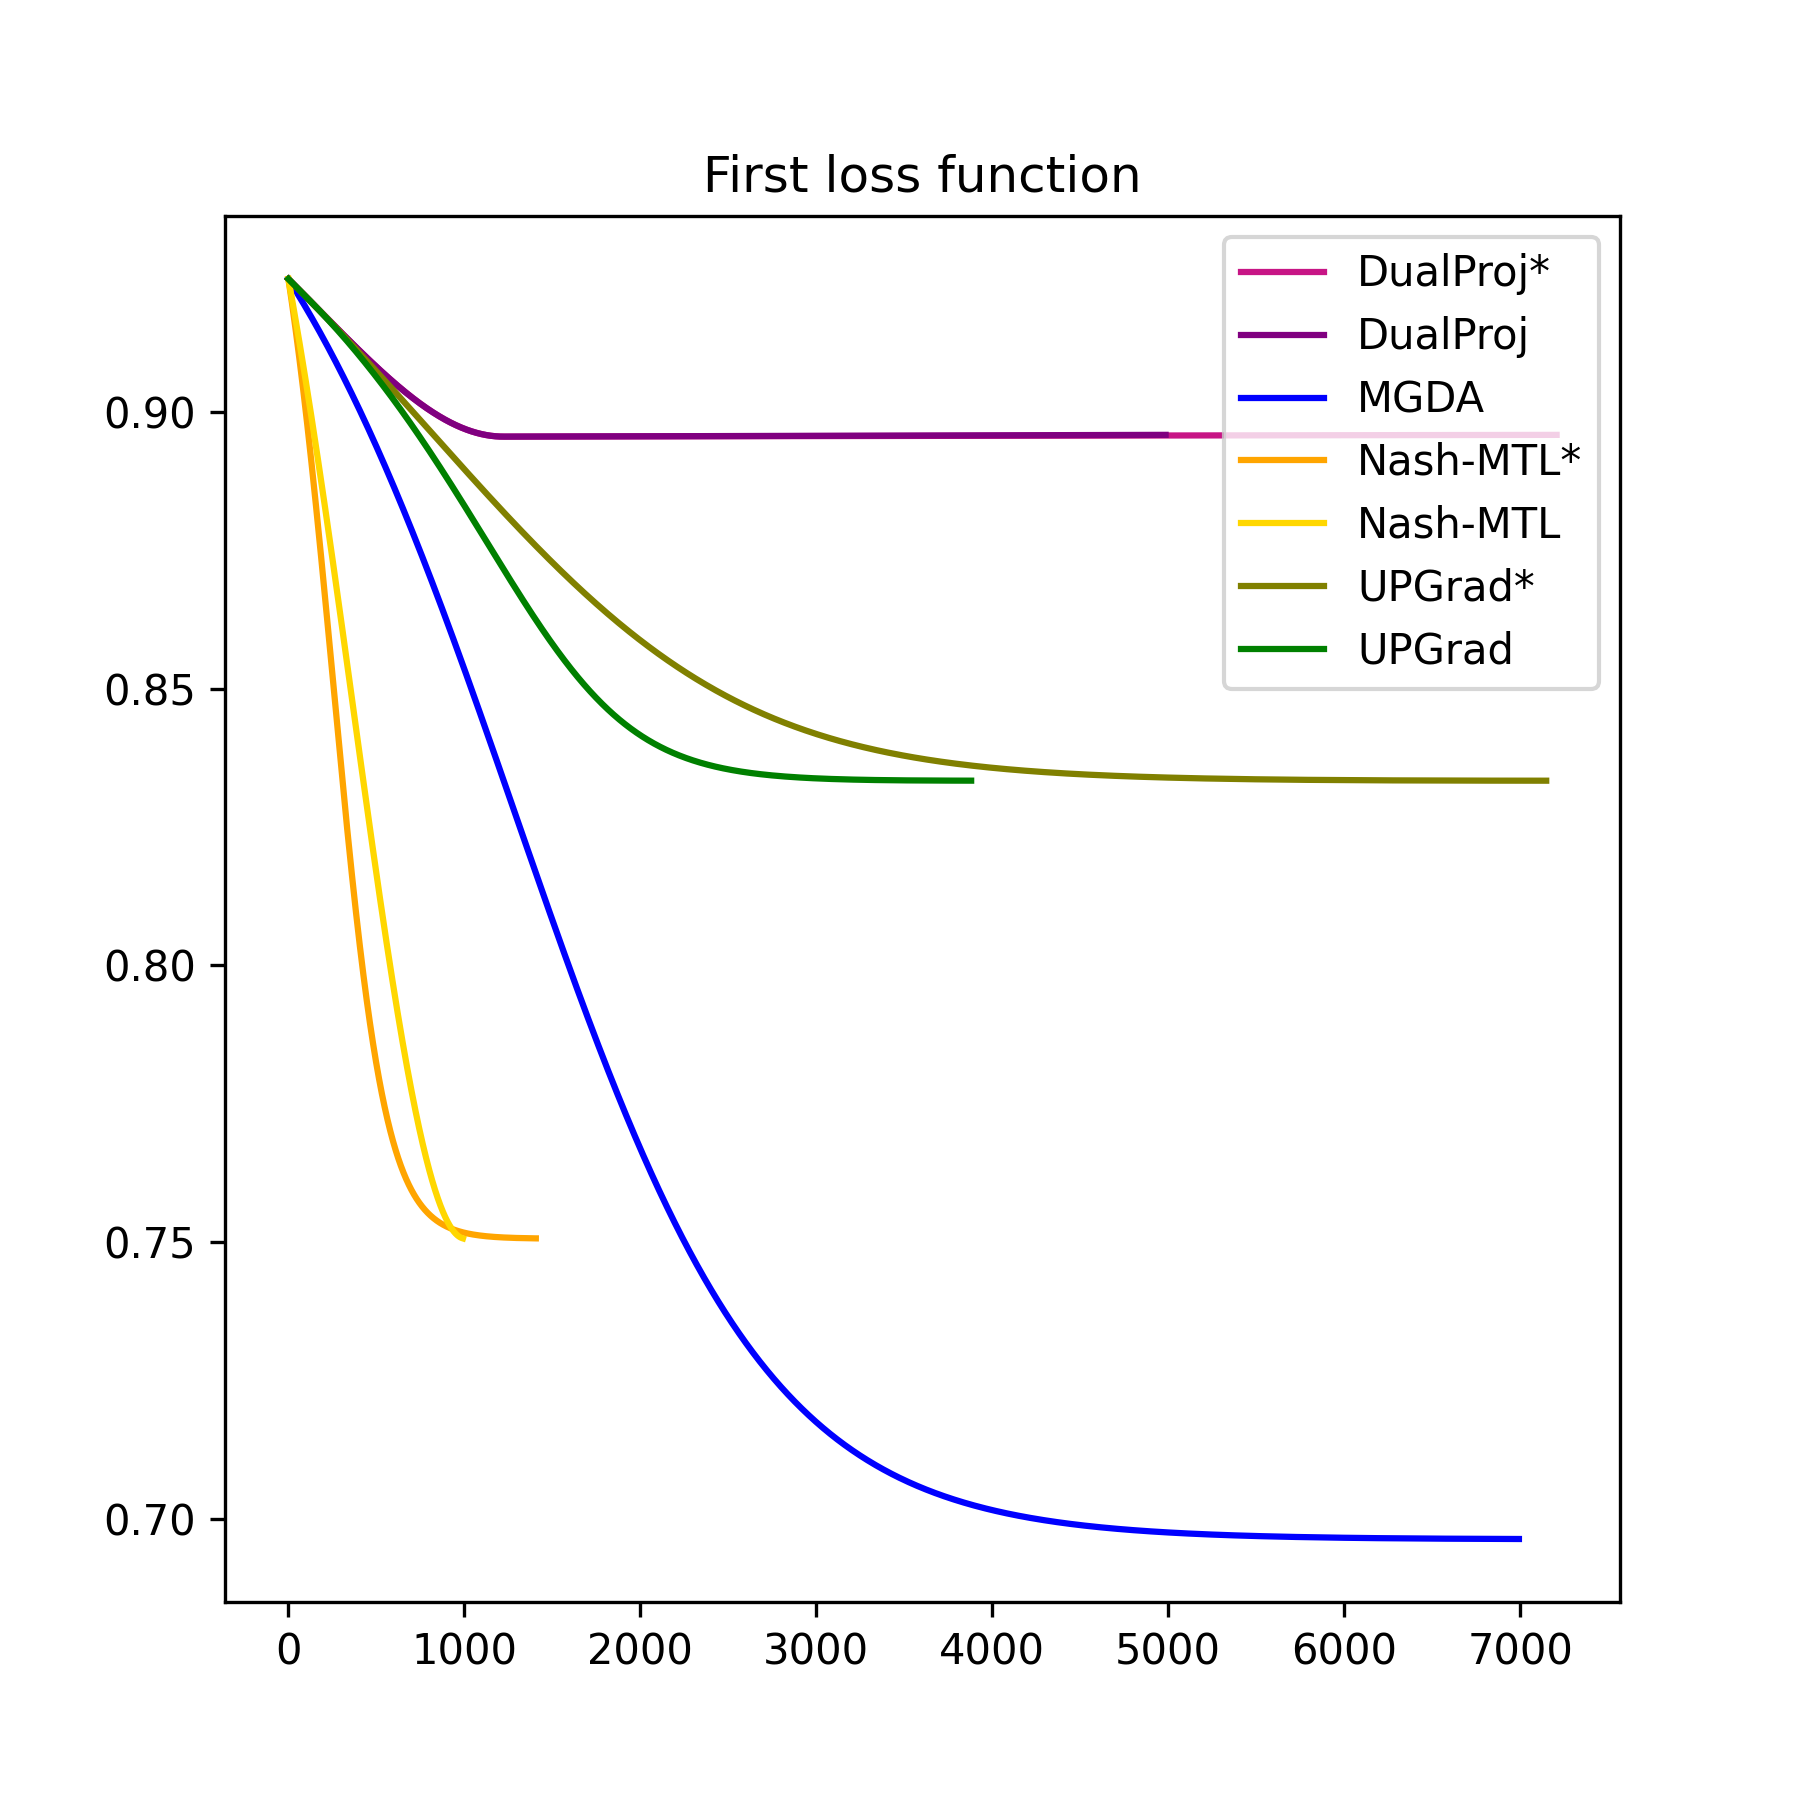 First loss function
DualProj*
DualProj
MGDA
Nash-MTL*
Nash-MTL
UPGrad*
UPGrad
0.90
0.85
0.80
0.75
0.70
0 1000 2000 3000 4000 5000 6000 7000